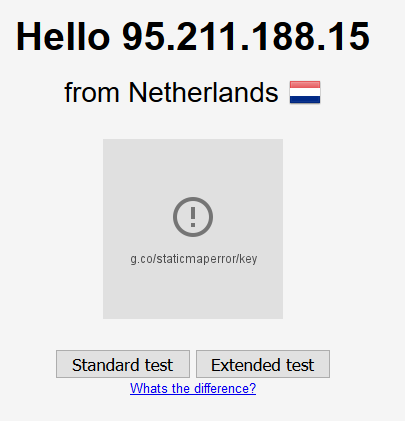 Hello 95.211.188.15
from Netherlands
g.co/staticmaperror/key
Standard test Extended test
Whats the difference?